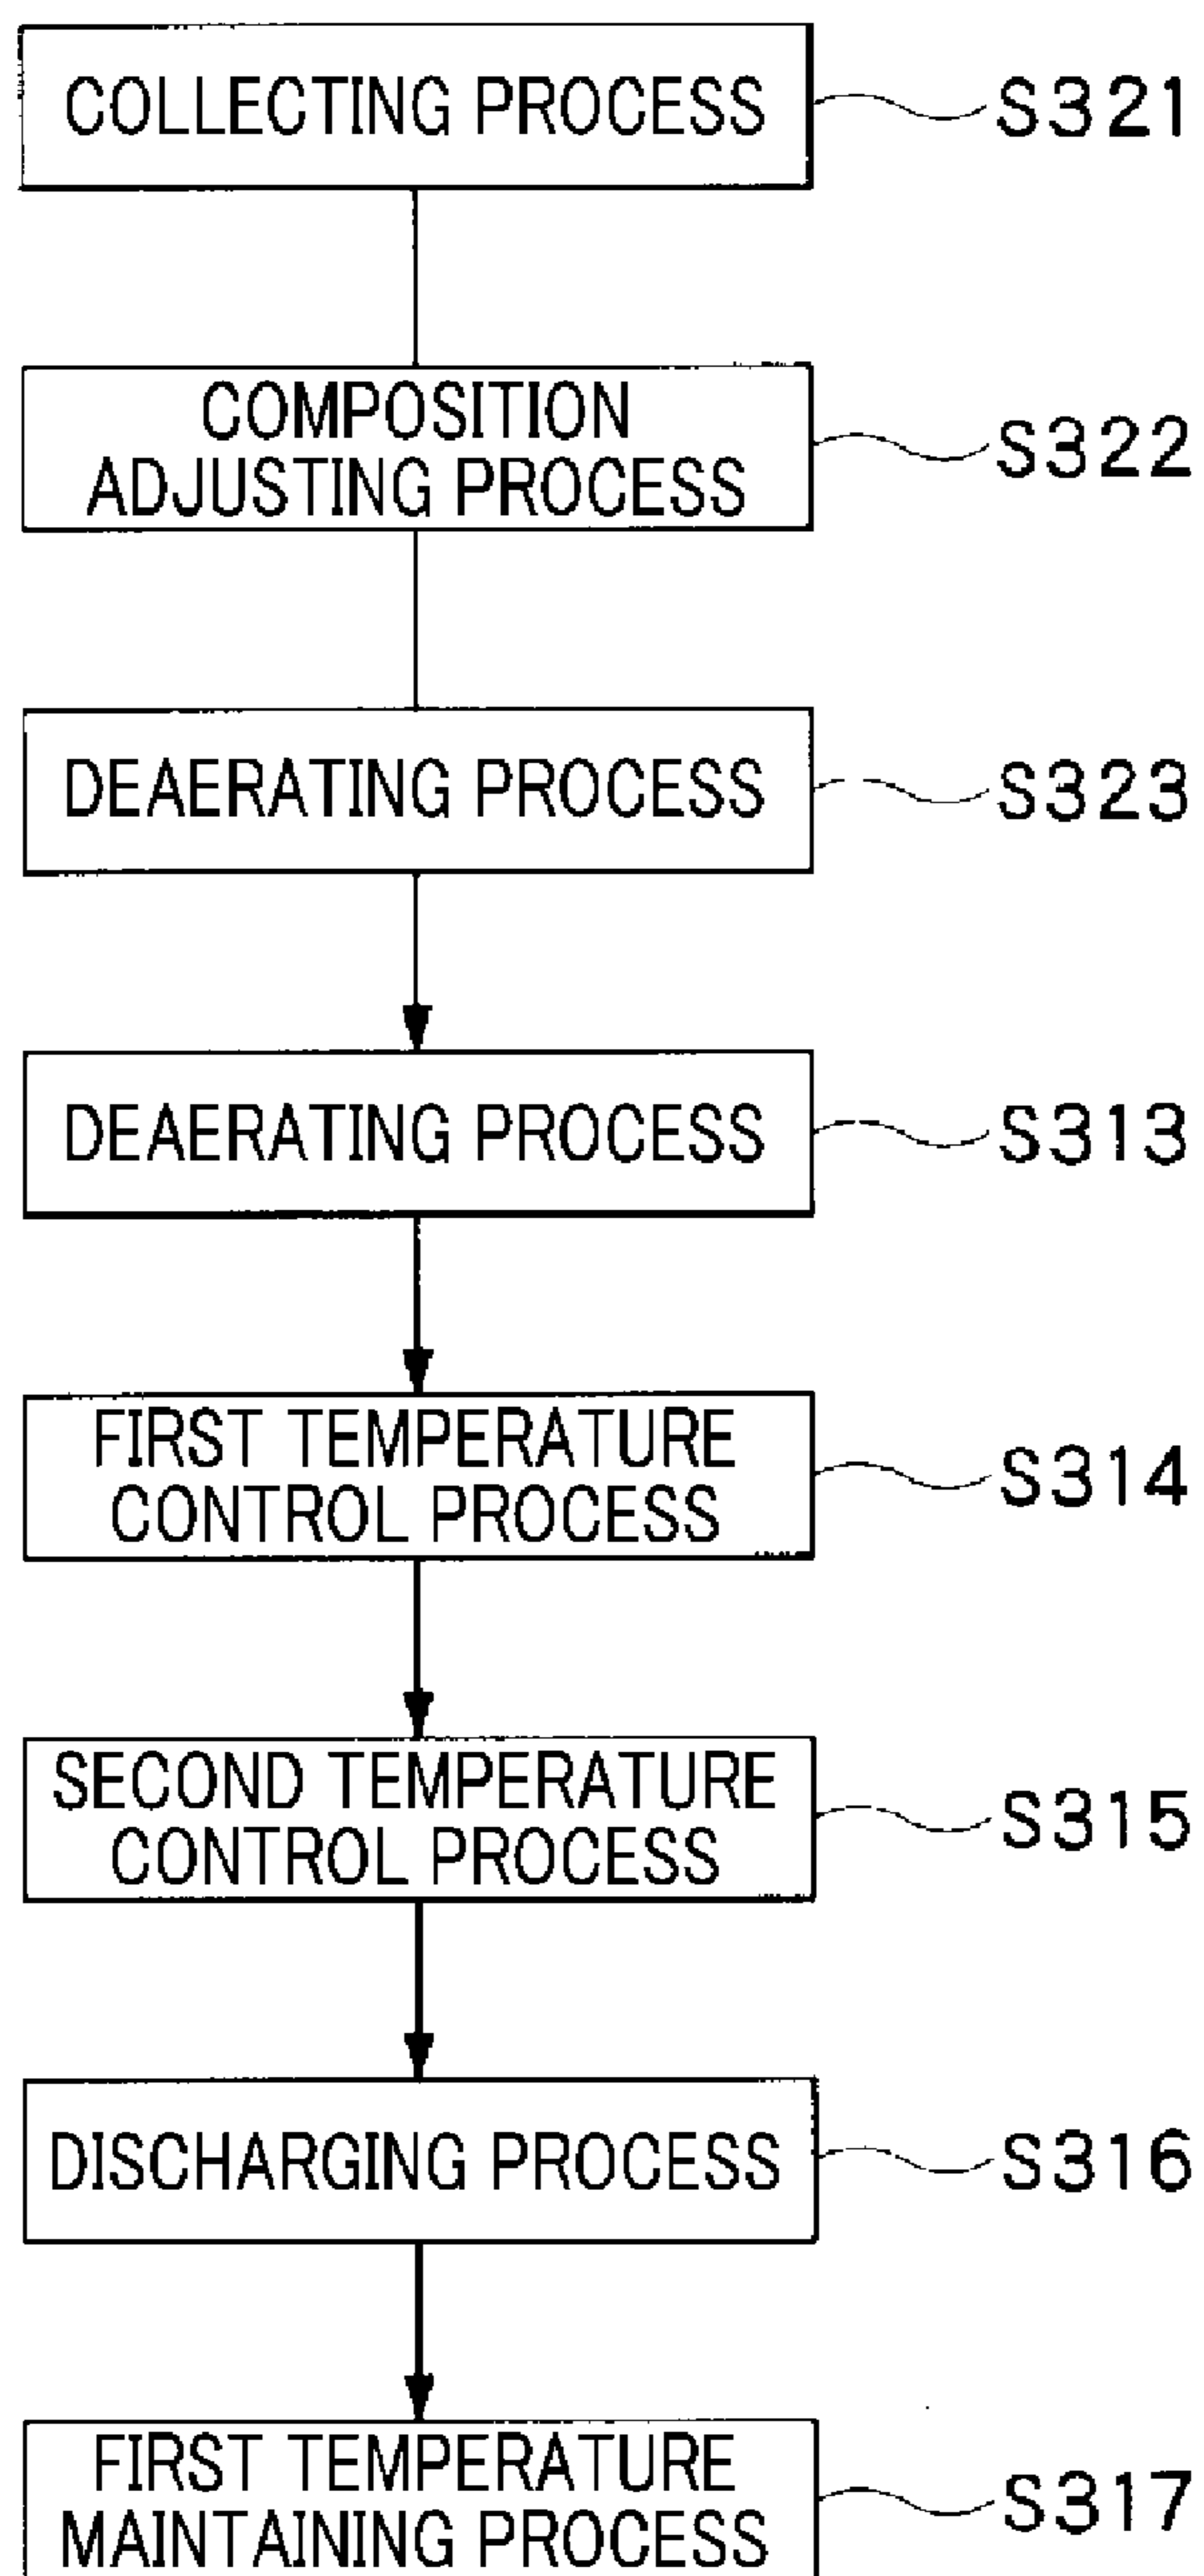 COLLECTING PROCESS S321
COMPOSITION
ADJUSTING PROCESS S322
DEAERATING PROCESS S323
DEAERATING PROCESS S313
FIRST TEMPERATURE
CONTROL PROCESS S314
SECOND TEMPERATURE
CONTROL PROCESS S315
DISCHARGING PROCESS S316
FIRST TEMPERATURE
MAINTAINING PROCESS S317